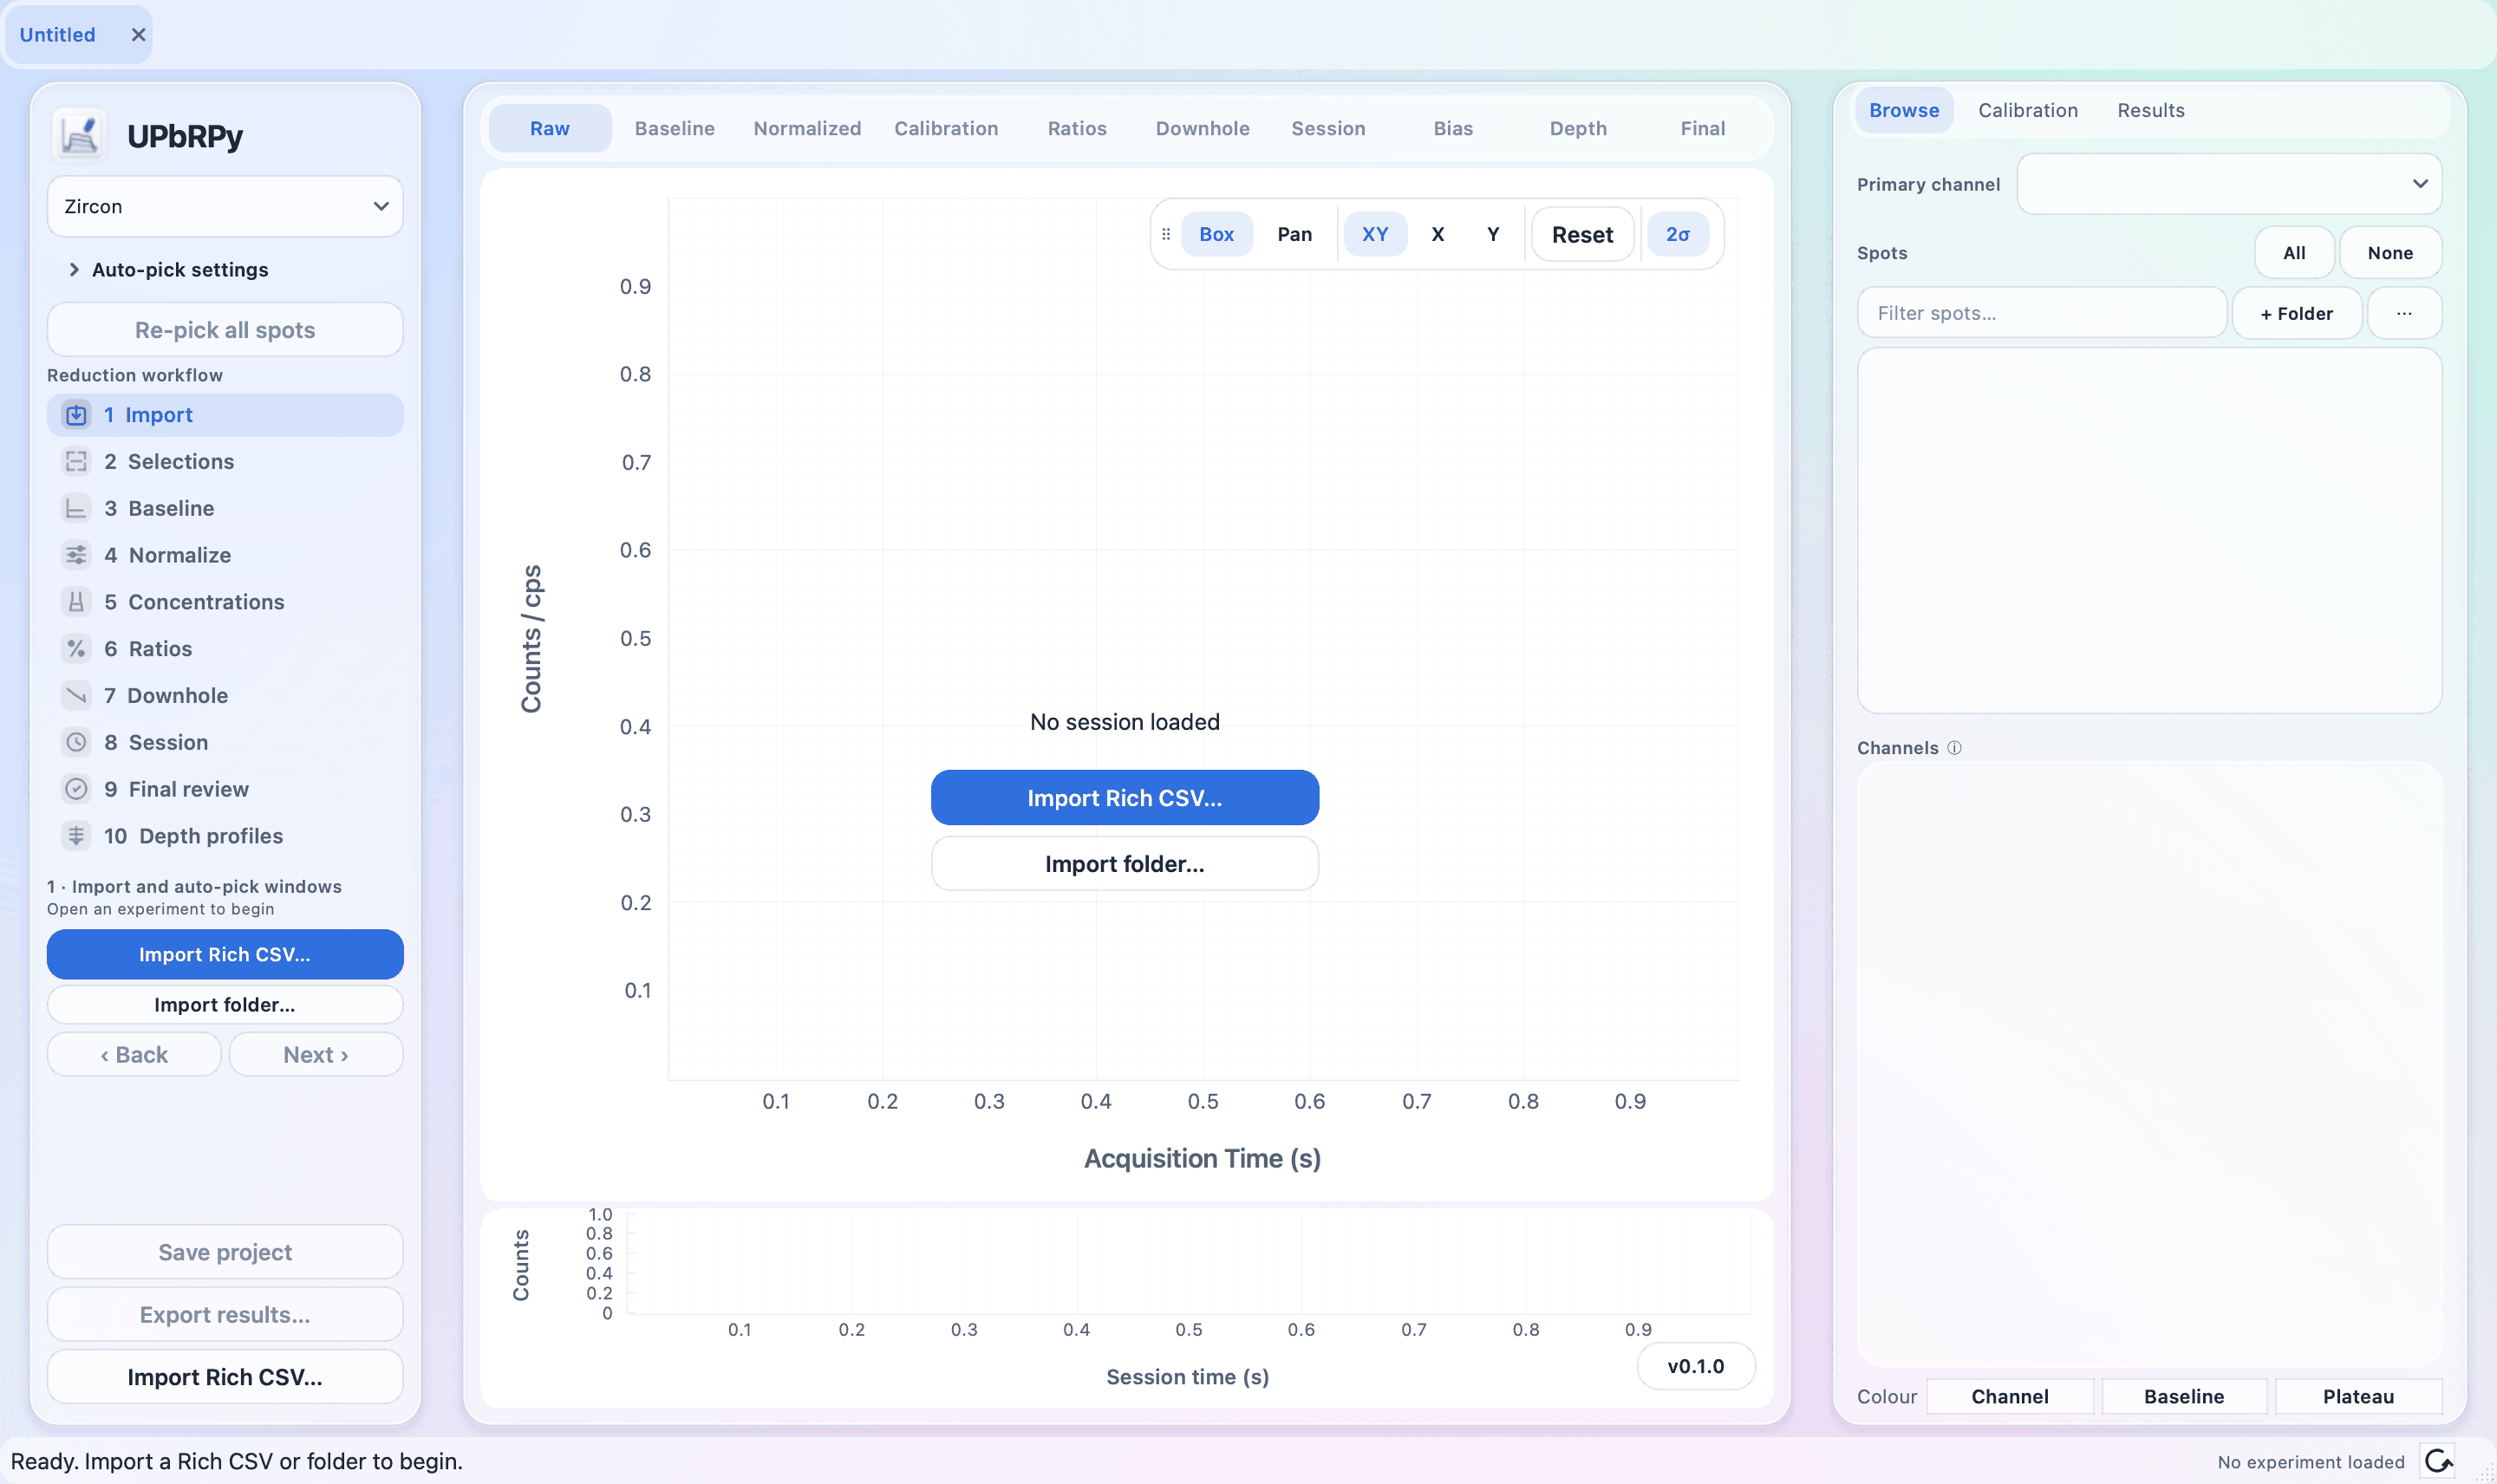 Untitled
UPbRPy
Zircon
Auto-pick settings
Re-pick all spots
Reduction workflow
1 Import
2 Selections
3 Baseline
4 Normalize
5 Concentrations
6 Ratios
7 Downhole
8 Session
9 Final review
10 Depth profiles
1 · Import and auto-pick windows
Open an experiment to begin
Import Rich CSV...
Import folder...
‹ Back Next ›
Save project
Export results...
Import Rich CSV...
Raw Baseline Normalized Calibration Ratios Downhole Session Bias Depth Final
Box Pan XY X Y Reset 2σ
0.9
0.8
0.7
0.6
0.5
0.4
0.3
0.2
0.1
Counts / cps
No session loaded
Import Rich CSV...
Import folder...
0.1 0.2 0.3 0.4 0.5 0.6 0.7 0.8 0.9
Acquisition Time (s)
Counts
1.0
0.8
0.6
0.4
0.2
0
0.1 0.2 0.3 0.4 0.5 0.6 0.7 0.8 0.9
Session time (s)
v0.1.0
Browse Calibration Results
Primary channel
Spots All None
Filter spots... + Folder ...
Channels ⓘ
Colour Channel Baseline Plateau
Ready. Import a Rich CSV or folder to begin.
No experiment loaded